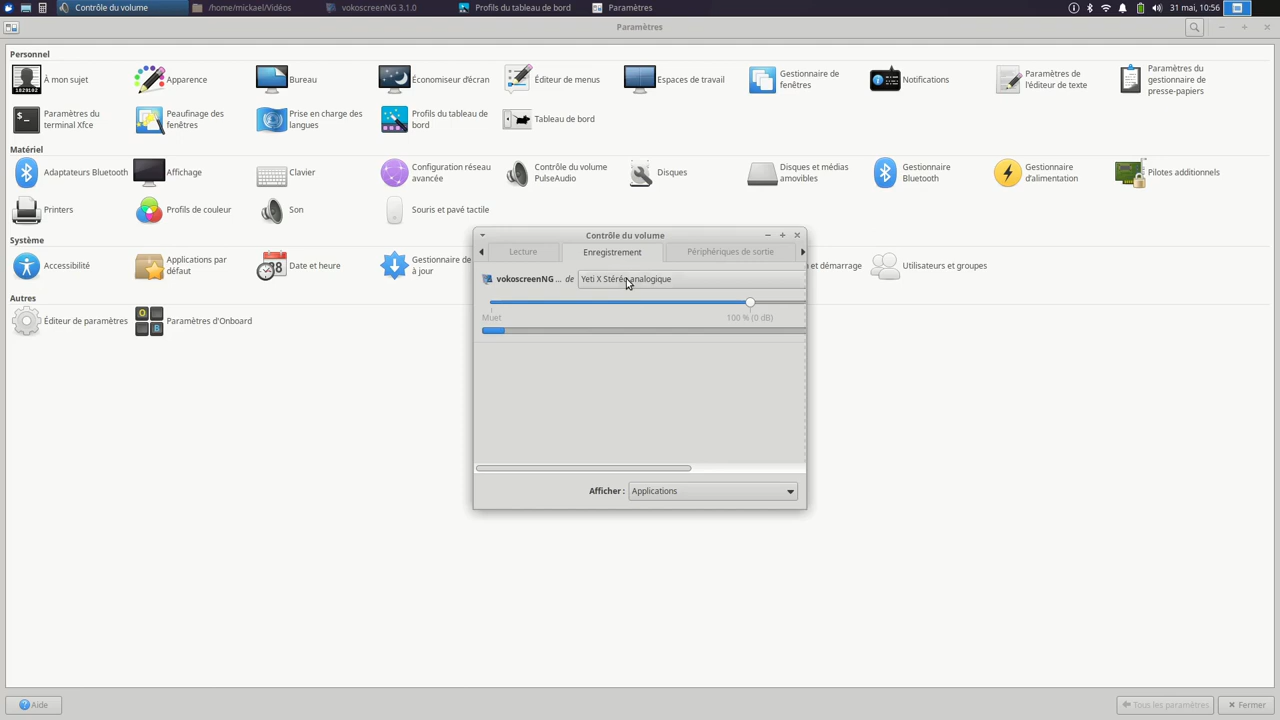 Contrôle du volume
/home/mickael/Vidéos
vokoscreenNG 3.1.0
Profils du tableau de bord
Paramètres
31 mai, 10:56
Paramètres
Personnel
À mon sujet
Apparence
Bureau
Économiseur d'écran
Éditeur de menus
Espaces de travail
Gestionnaire de
fenêtres
Notifications
Paramètres de
l'éditeur de texte
Paramètres du
gestionnaire de
presse-papiers
Paramètres du
terminal Xfce
Peaufinage des
fenêtres
Prise en charge des
langues
Profils du tableau de
bord
Tableau de bord
Matériel
Adaptateurs Bluetooth
Affichage
Clavier
Configuration réseau
avancée
Contrôle du volume
PulseAudio
Disques
Disques et médias
amovibles
Gestionnaire
Bluetooth
Gestionnaire
d'alimentation
Pilotes additionnels
Printers
Profils de couleur
Son
Souris et pavé tactile
Système
Accessibilité
Applications par
défaut
Date et heure
Gestionnaire de
à jour
et démarrage
Utilisateurs et groupes
Autres
Éditeur de paramètres
Paramètres d'Onboard
Contrôle du volume
Lecture
Enregistrement
Périphériques de sortie
vokoscreenNG ... de Yeti X Stéréo analogique
Muet
100 % (0 dB)
Afficher : Applications
Aide
Tous les paramètres
Fermer